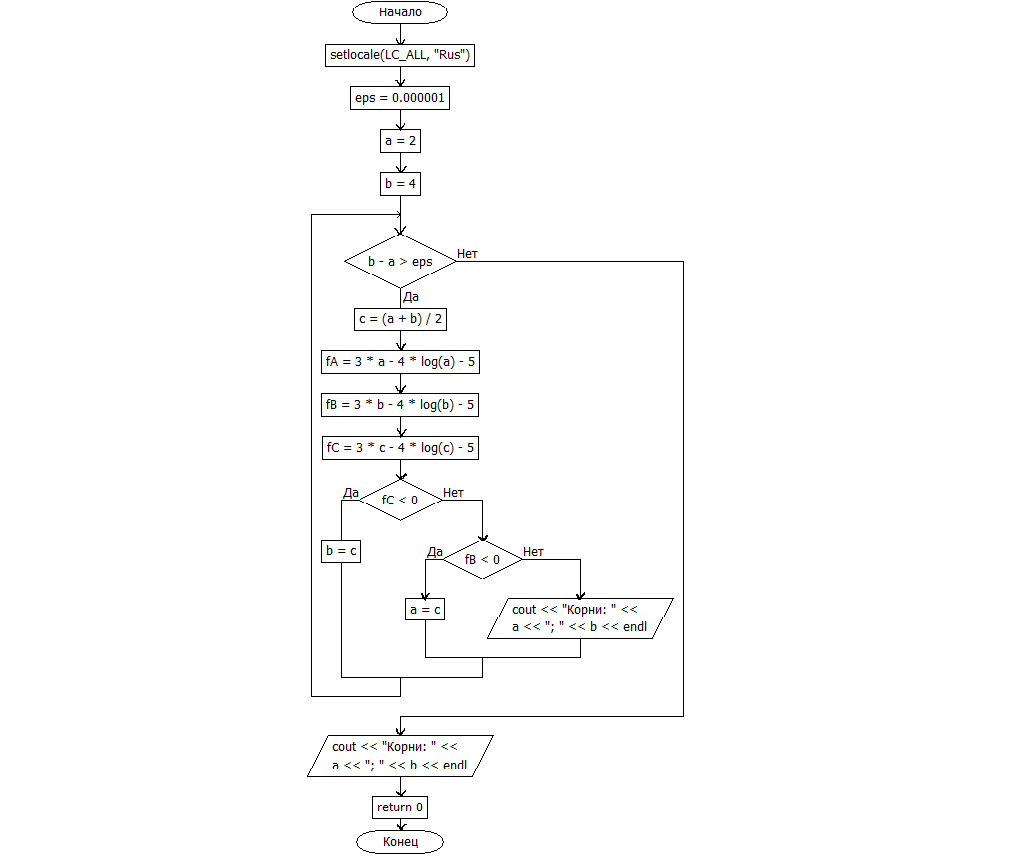 Начало
setlocale(LC_ALL, "Rus")
eps = 0.000001
a = 2
b = 4
b - a > eps
Нет
Да
c = (a + b) / 2
fA = 3 * a - 4 * log(a) - 5
fB = 3 * b - 4 * log(b) - 5
fC = 3 * c - 4 * log(c) - 5
Да
fC < 0
Нет
b = c
Да
fB < 0
Нет
a = c
cout << "Корни: " <<
a << "; " << b << endl
cout << "Корни: " <<
a << "; " << b << endl
return 0
Конец